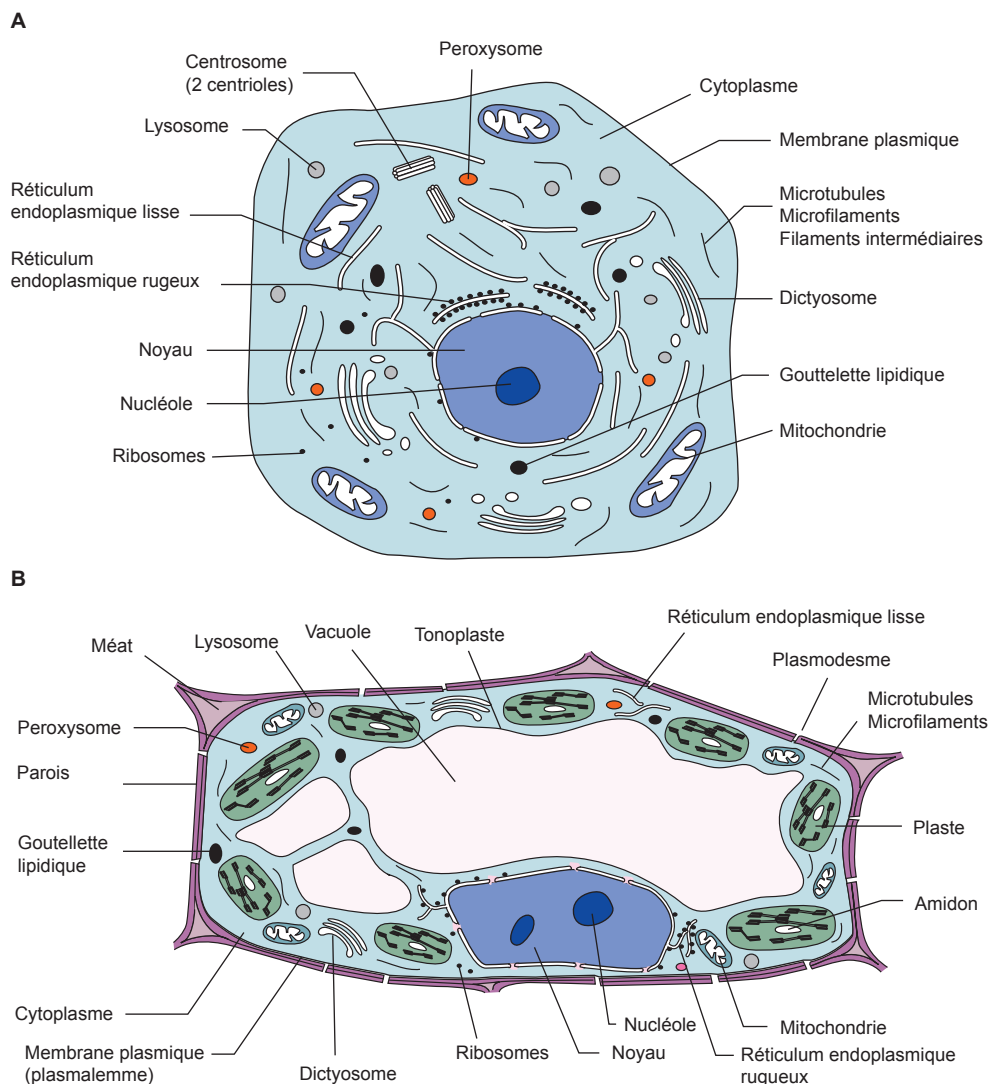 A
Peroxysome
Centrosome
(2 centrioles)
Cytoplasme
Lysosome
Membrane plasmique
Réticulum
endoplasmique lisse
Microtubules
Microfilaments
Filaments intermédiaires
Réticulum
endoplasmique rugeux
Dictyosome
Noyau
Gouttelette lipidique
Nucléole
Mitochondrie
Ribosomes
B
Réticulum endoplasmique lisse
Méat
Lysosome
Vacuole
Tonoplaste
Plasmodesme
Microtubules
Microfilaments
Peroxysome
Parois
Plaste
Goutellette
lipidique
Amidon
Cytoplasme
Nucléole
Mitochondrie
Membrane plasmique
(plasmalemme)
Dictyosome
Ribosomes
Noyau
Réticulum endoplasmique
rugueux